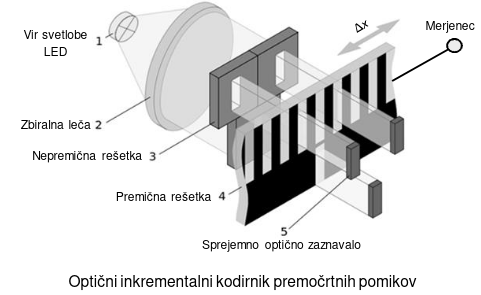 Δx
Merjenec
Vir svetlobe 1
LED
Zbiralna leča 2
Nepremična rešetka 3
Premična rešetka 4
5
Sprejemno optično zaznavalo
Optični inkrementalni kodirnik premočrtnih pomikov